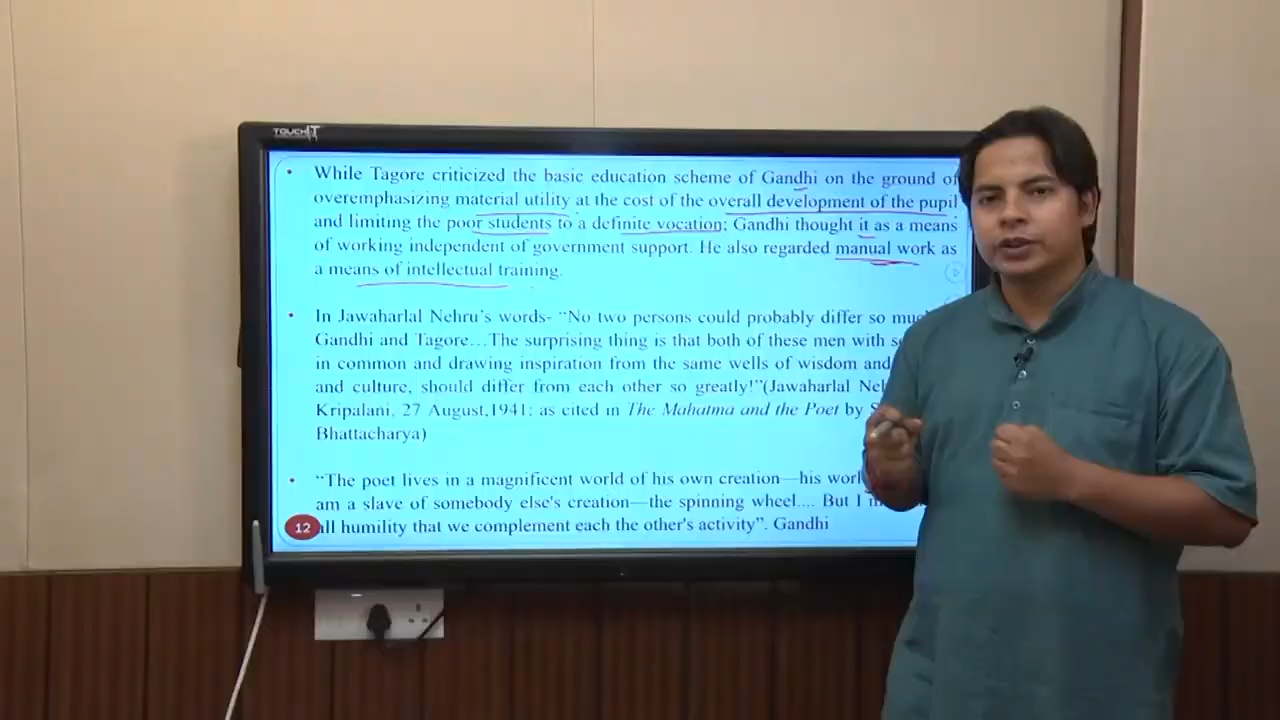 TOUCHIT
• While Tagore criticized the basic education scheme of Gandhi on the ground of
overemphasizing material utility at the cost of the overall development of the pupil
and limiting the poor students to a definite vocation; Gandhi thought it as a means
of working independent of government support. He also regarded manual work as
a means of intellectual training.
• In Jawaharlal Nehru's words- “No two persons could probably differ so
Gandhi and Tagore…The surprising thing is that both of these men with
in common and drawing inspiration from the same wells of wisdom and
and culture, should differ from each other so greatly!”(Jawaharlal
Kripalani, 27 August,1941: as cited in The Mahatma and the Poet by
Bhattacharya)
• “The poet lives in a magnificent world of his own creation—his
am a slave of somebody else's creation—the spinning wheel.... But I
12 all humility that we complement each the other's activity”. Gandhi